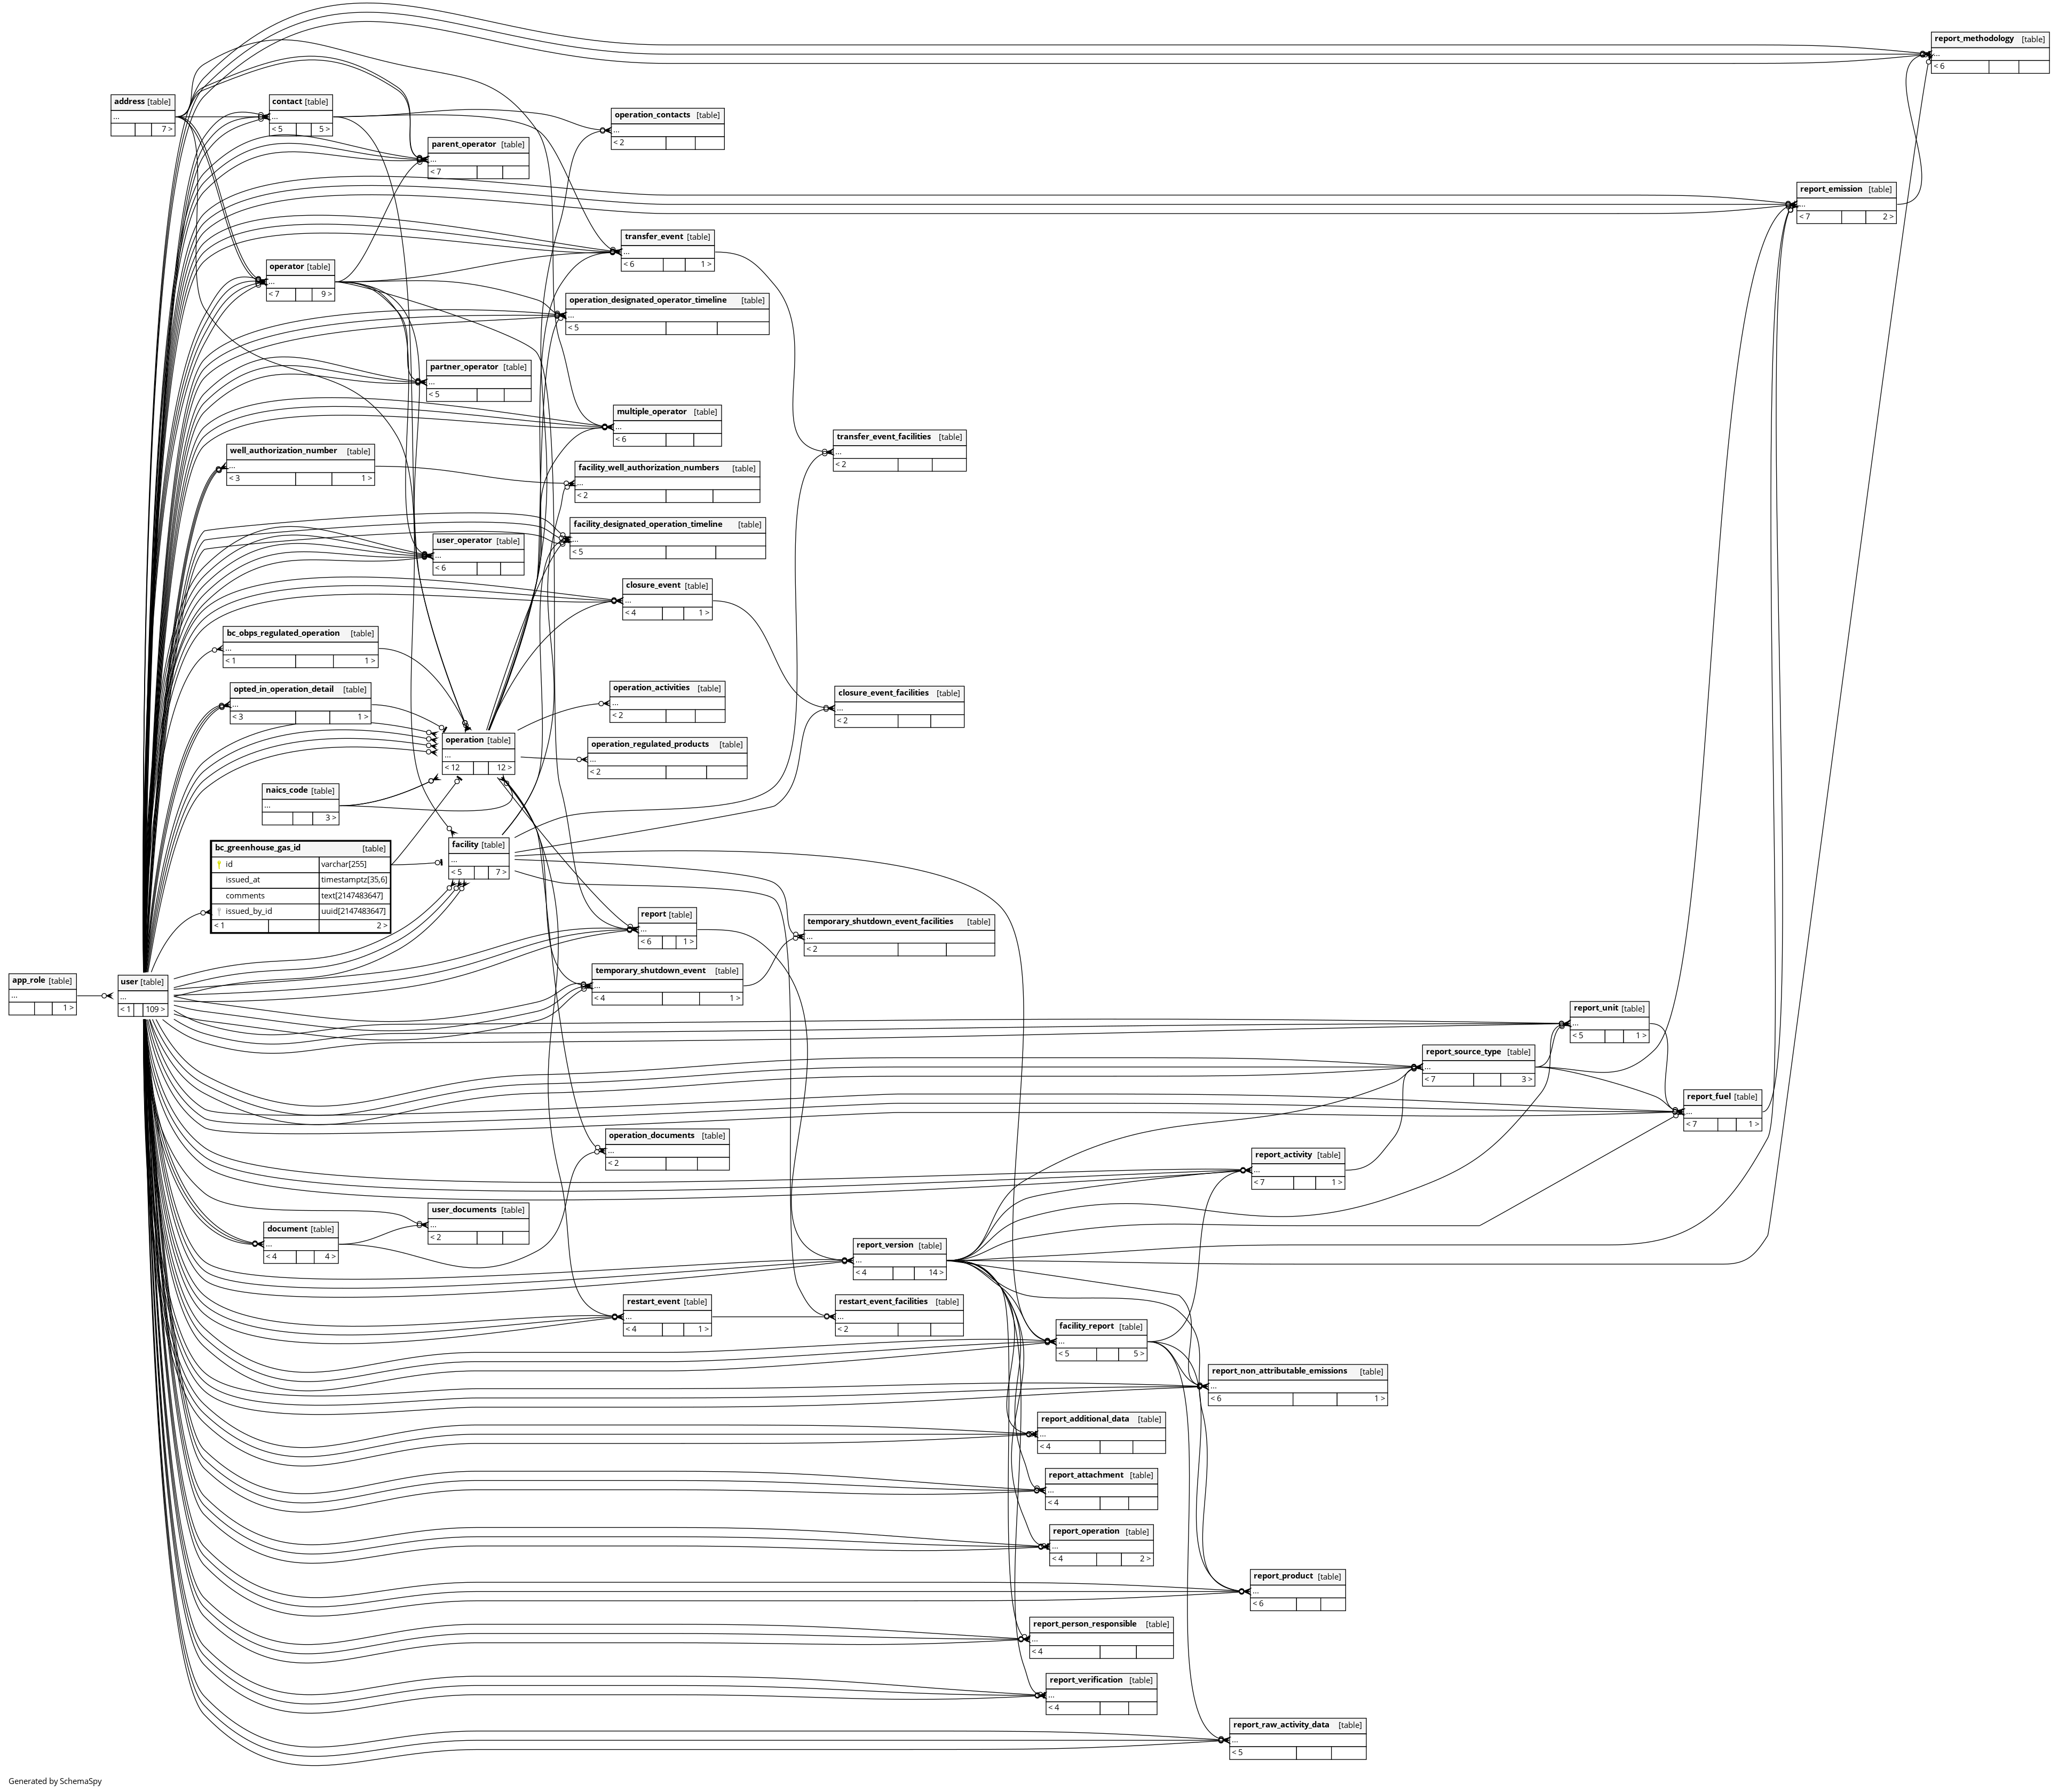 report_methodology [table]
...
< 6
address [table]
...
7 >
contact [table]
...
< 5 5 >
operation_contacts [table]
...
< 2
parent_operator [table]
...
< 7
report_emission [table]
...
< 7 2 >
transfer_event [table]
...
< 6 1 >
operator [table]
...
< 7 9 >
operation_designated_operator_timeline [table]
...
< 5
partner_operator [table]
...
< 5
multiple_operator [table]
...
< 6
transfer_event_facilities [table]
...
< 2
well_authorization_number [table]
...
< 3 1 >
facility_well_authorization_numbers [table]
...
< 2
facility_designated_operation_timeline [table]
...
< 5
user_operator [table]
...
< 6
closure_event [table]
...
< 4 1 >
bc_obps_regulated_operation [table]
...
< 1 1 >
opted_in_operation_detail [table]
...
< 3 1 >
operation_activities [table]
...
< 2
closure_event_facilities [table]
...
< 2
operation [table]
...
< 12 12 >
operation_regulated_products [table]
...
< 2
naics_code [table]
...
3 >
facility [table]
...
< 5 7 >
bc_greenhouse_gas_id [table]
id varchar[255]
issued_at timestamptz[35,6]
comments text[2147483647]
issued_by_id uuid[2147483647]
< 1 2 >
report [table]
...
< 6 1 >
temporary_shutdown_event_facilities [table]
...
< 2
temporary_shutdown_event [table]
...
< 4 1 >
app_role [table]
...
1 >
user [table]
...
< 1 109 >
report_unit [table]
...
< 5 1 >
report_source_type [table]
...
< 7 3 >
report_fuel [table]
...
< 7 1 >
operation_documents [table]
...
< 2
report_activity [table]
...
< 7 1 >
user_documents [table]
...
< 2
document [table]
...
< 4 4 >
report_version [table]
...
< 4 14 >
restart_event [table]
...
< 4 1 >
restart_event_facilities [table]
...
< 2
facility_report [table]
...
< 5 5 >
report_non_attributable_emissions [table]
...
< 6 1 >
report_additional_data [table]
...
< 4
report_attachment [table]
...
< 4
report_operation [table]
...
< 4 2 >
report_product [table]
...
< 6
report_person_responsible [table]
...
< 4
report_verification [table]
...
< 4
report_raw_activity_data [table]
...
< 5
Generated by SchemaSpy